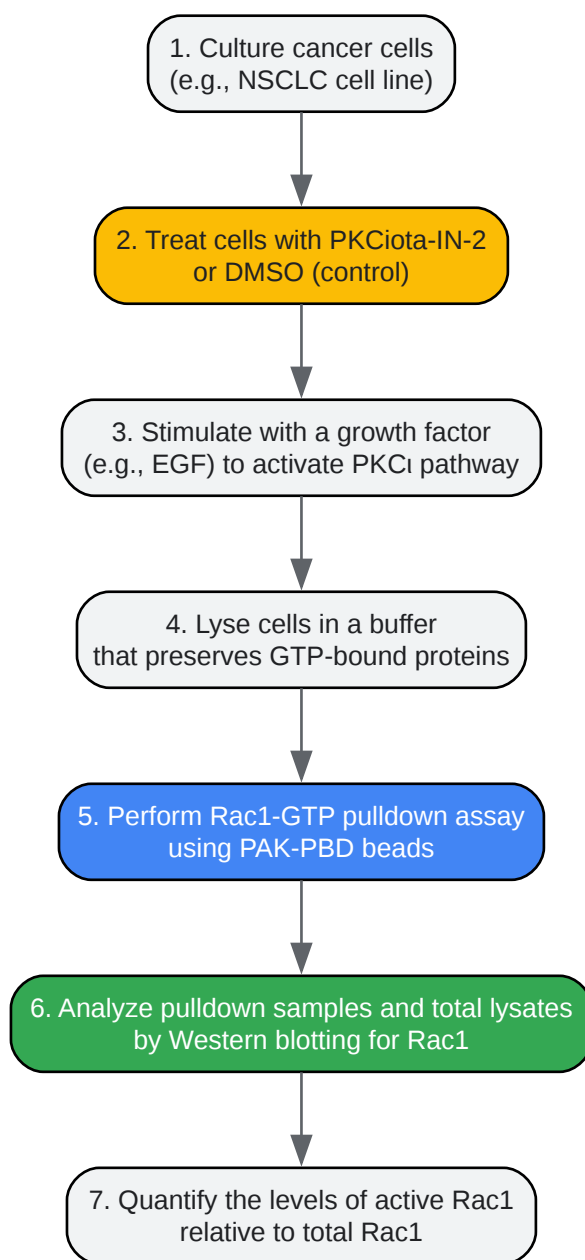 1. Culture cancer cells
(e.g., NSCLC cell line)
2. Treat cells with PKCiota-IN-2
or DMSO (control)
3. Stimulate with a growth factor
(e.g., EGF) to activate PKCι pathway
4. Lyse cells in a buffer
that preserves GTP-bound proteins
5. Perform Rac1-GTP pulldown assay
using PAK-PBD beads
6. Analyze pulldown samples and total lysates
by Western blotting for Rac1
7. Quantify the levels of active Rac1
relative to total Rac1